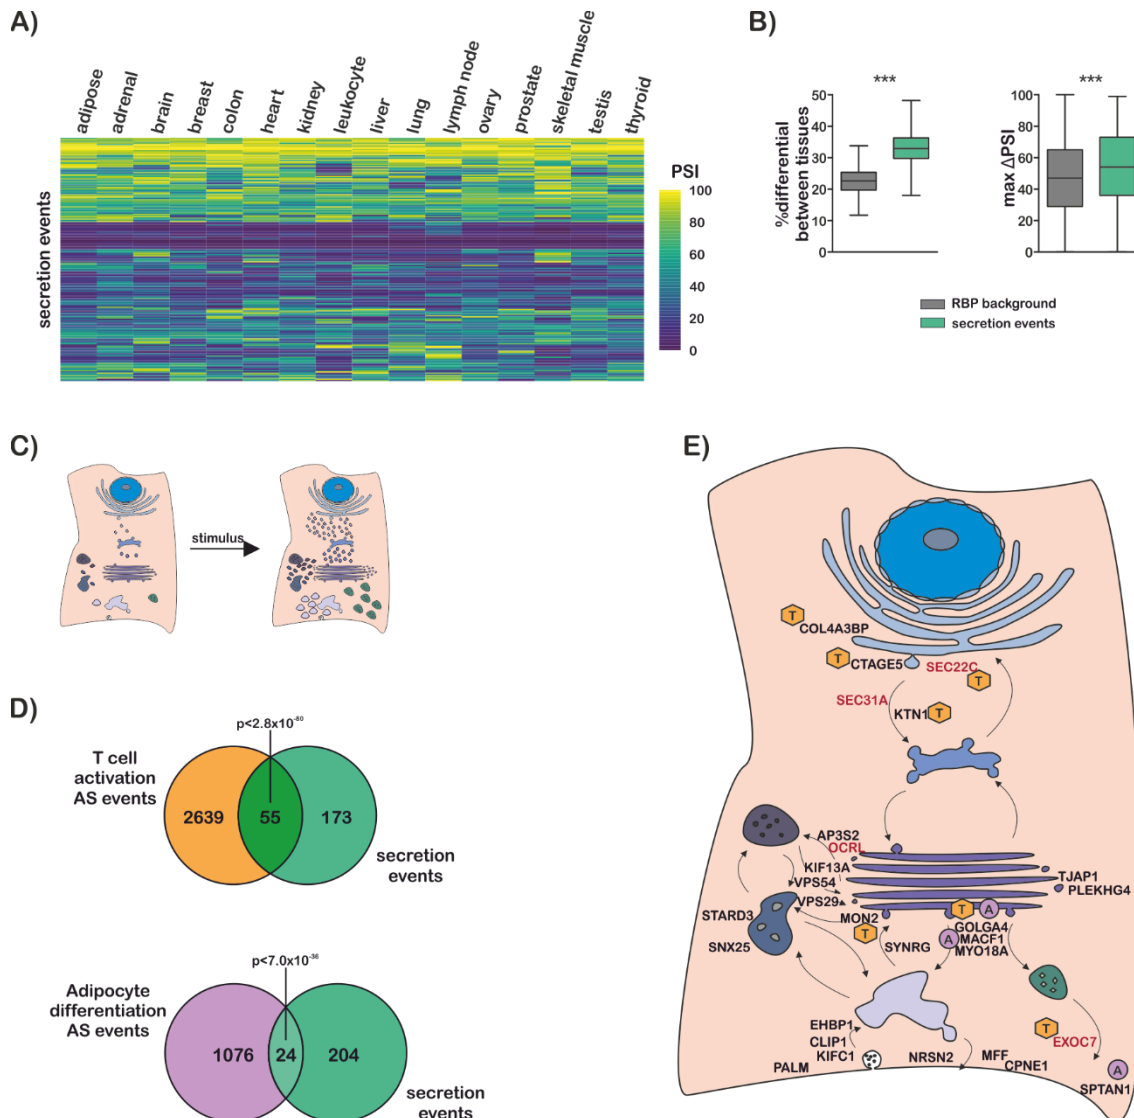 A)
adipose
adrenal
brain
breast
colon
heart
kidney
leukocyte
liver
lung
lymph node
ovary
prostate
skeletal muscle
testis
thyroid
secretion events
PSI
100
80
60
40
20
0
B)
***
%differential
between tissues
50
40
30
20
10
0
***
max ΔPSI
100
80
60
40
20
0
RBP background
secretion events
C)
stimulus
D)
p<2.8x10⁻⁸⁰
T cell
activation
AS events
2639
55
173
secretion
events
p<7.0x10⁻³⁶
Adipocyte
differentiation
AS events
1076
24
204
secretion
events
E)
T
COL4A3BP
T
CTAGE5
SEC22C
T
SEC31A
KTN1
T
AP3S2
OCRL
KIF13A
VPS54
VPS29
TJAP1
PLEKHG4
STARD3
MON2
T
A
GOLGA4
SNX25
T
SYNRG
A
MACF1
MYO18A
EHBP1
CLIP1
KIFC1
PALM
NRSN2
MFF
CPNE1
T
EXOC7
A
SPTAN1